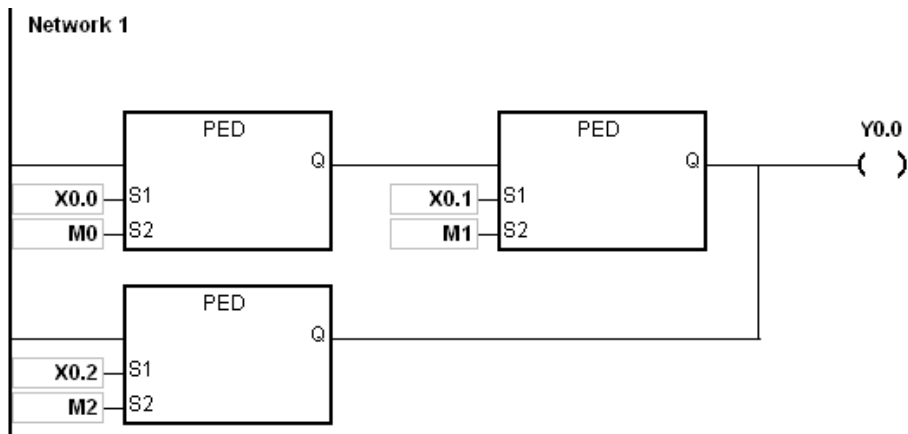 Network 1
PED PED Y0.0
Q Q
X0.0 S1 X0.1 S1
M0 S2 M1 S2
PED
Q
X0.2 S1
M2 S2